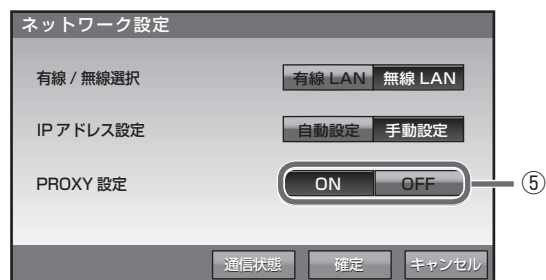 ネットワーク設定
有線 / 無線選択 有線 LAN 無線 LAN
IP アドレス設定 自動設定 手動設定
PROXY 設定 ON OFF ⑤
通信状態 確定 キャンセル